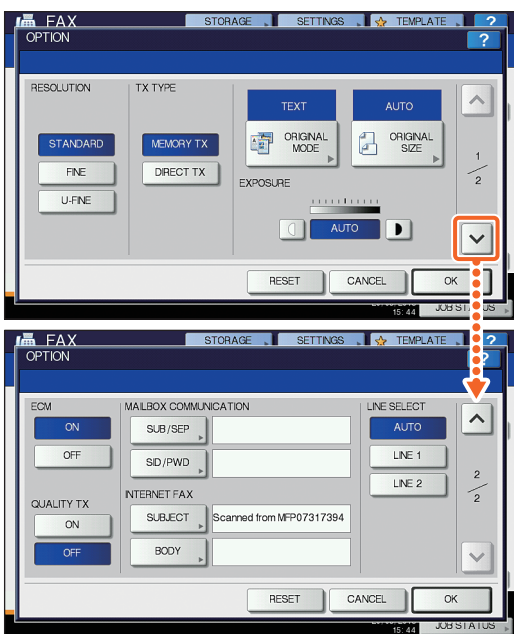 FAX STORAGE SETTINGS TEMPLATE ?
OPTION ?
RESOLUTION TX TYPE
TEXT AUTO
STANDARD MEMORY TX ORIGINAL MODE ORIGINAL SIZE
FINE DIRECT TX
1
2
EXPOSURE
U-FINE
AUTO
RESET CANCEL OK
15:44 JOB STATUS
FAX STORAGE SETTINGS TEMPLATE ?
OPTION ?
ECM MAILBOX COMMUNICATION LINE SELECT
ON SUB/SEP AUTO
OFF SID/PWD LINE 1
LINE 2
2
2
INTERNET FAX
QUALITY TX
ON SUBJECT Scanned from MFP07317394
OFF BODY
RESET CANCEL OK
15:44 JOB STATUS